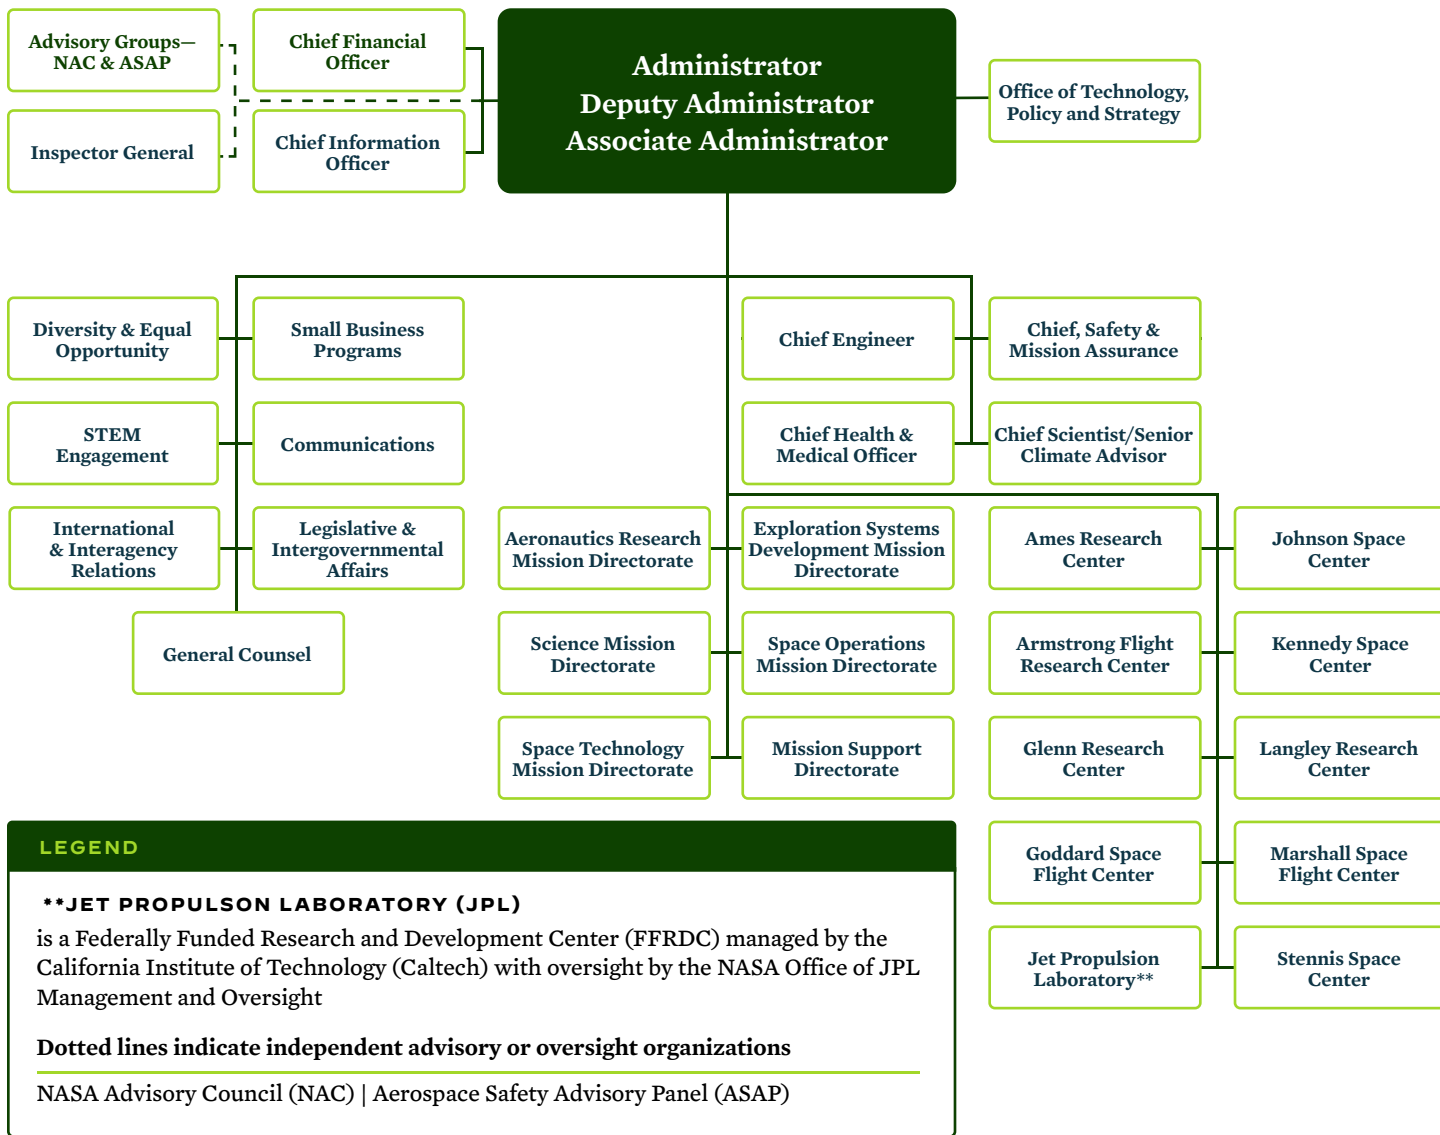 Advisory Groups—
NAC & ASAP
Chief Financial
Officer
Administrator
Deputy Administrator
Associate Administrator
Office of Technology,
Policy and Strategy
Inspector General
Chief Information
Officer
Diversity & Equal
Opportunity
Small Business
Programs
Chief Engineer
Chief, Safety &
Mission Assurance
STEM
Engagement
Communications
Chief Health &
Medical Officer
Chief Scientist/Senior
Climate Advisor
International
& Interagency
Relations
Legislative &
Intergovernmental
Affairs
General Counsel
Aeronautics Research
Mission Directorate
Exploration Systems
Development Mission
Directorate
Science Mission
Directorate
Space Operations
Mission Directorate
Space Technology
Mission Directorate
Mission Support
Directorate
Ames Research
Center
Johnson Space
Center
Armstrong Flight
Research Center
Kennedy Space
Center
Glenn Research
Center
Langley Research
Center
Goddard Space
Flight Center
Marshall Space
Flight Center
Jet Propulsion
Laboratory**
Stennis Space
Center
LEGEND
**JET PROPULSON LABORATORY (JPL)
is a Federally Funded Research and Development Center (FFRDC) managed by the
California Institute of Technology (Caltech) with oversight by the NASA Office of JPL
Management and Oversight
Dotted lines indicate independent advisory or oversight organizations
NASA Advisory Council (NAC) | Aerospace Safety Advisory Panel (ASAP)